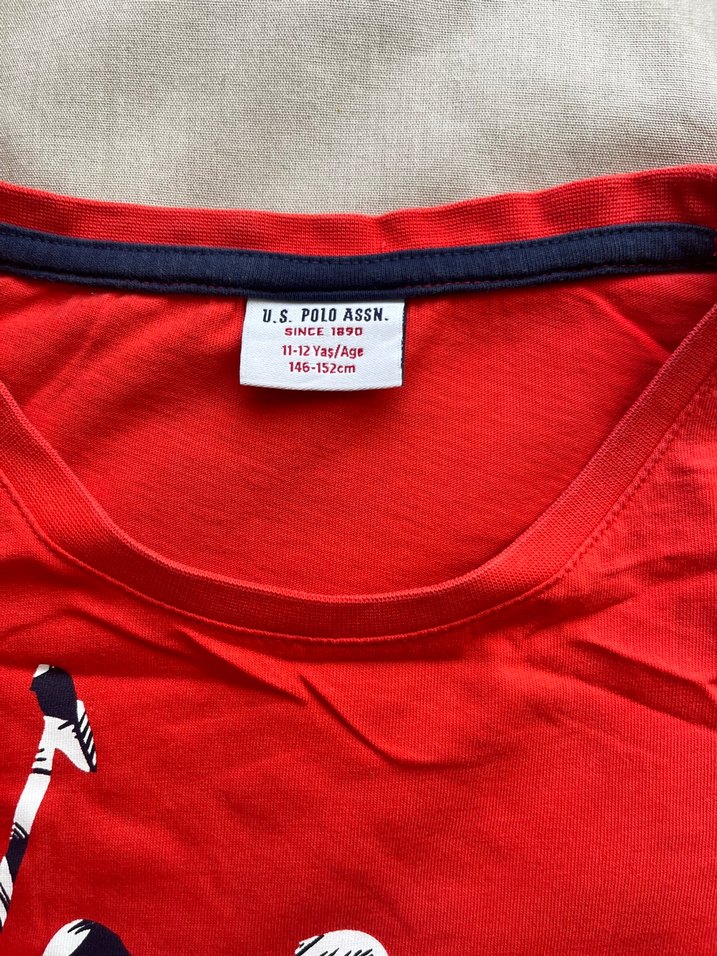 U.S. POLO ASSN.
SINCE 1890
11-12 Yaş/Age
146-152cm